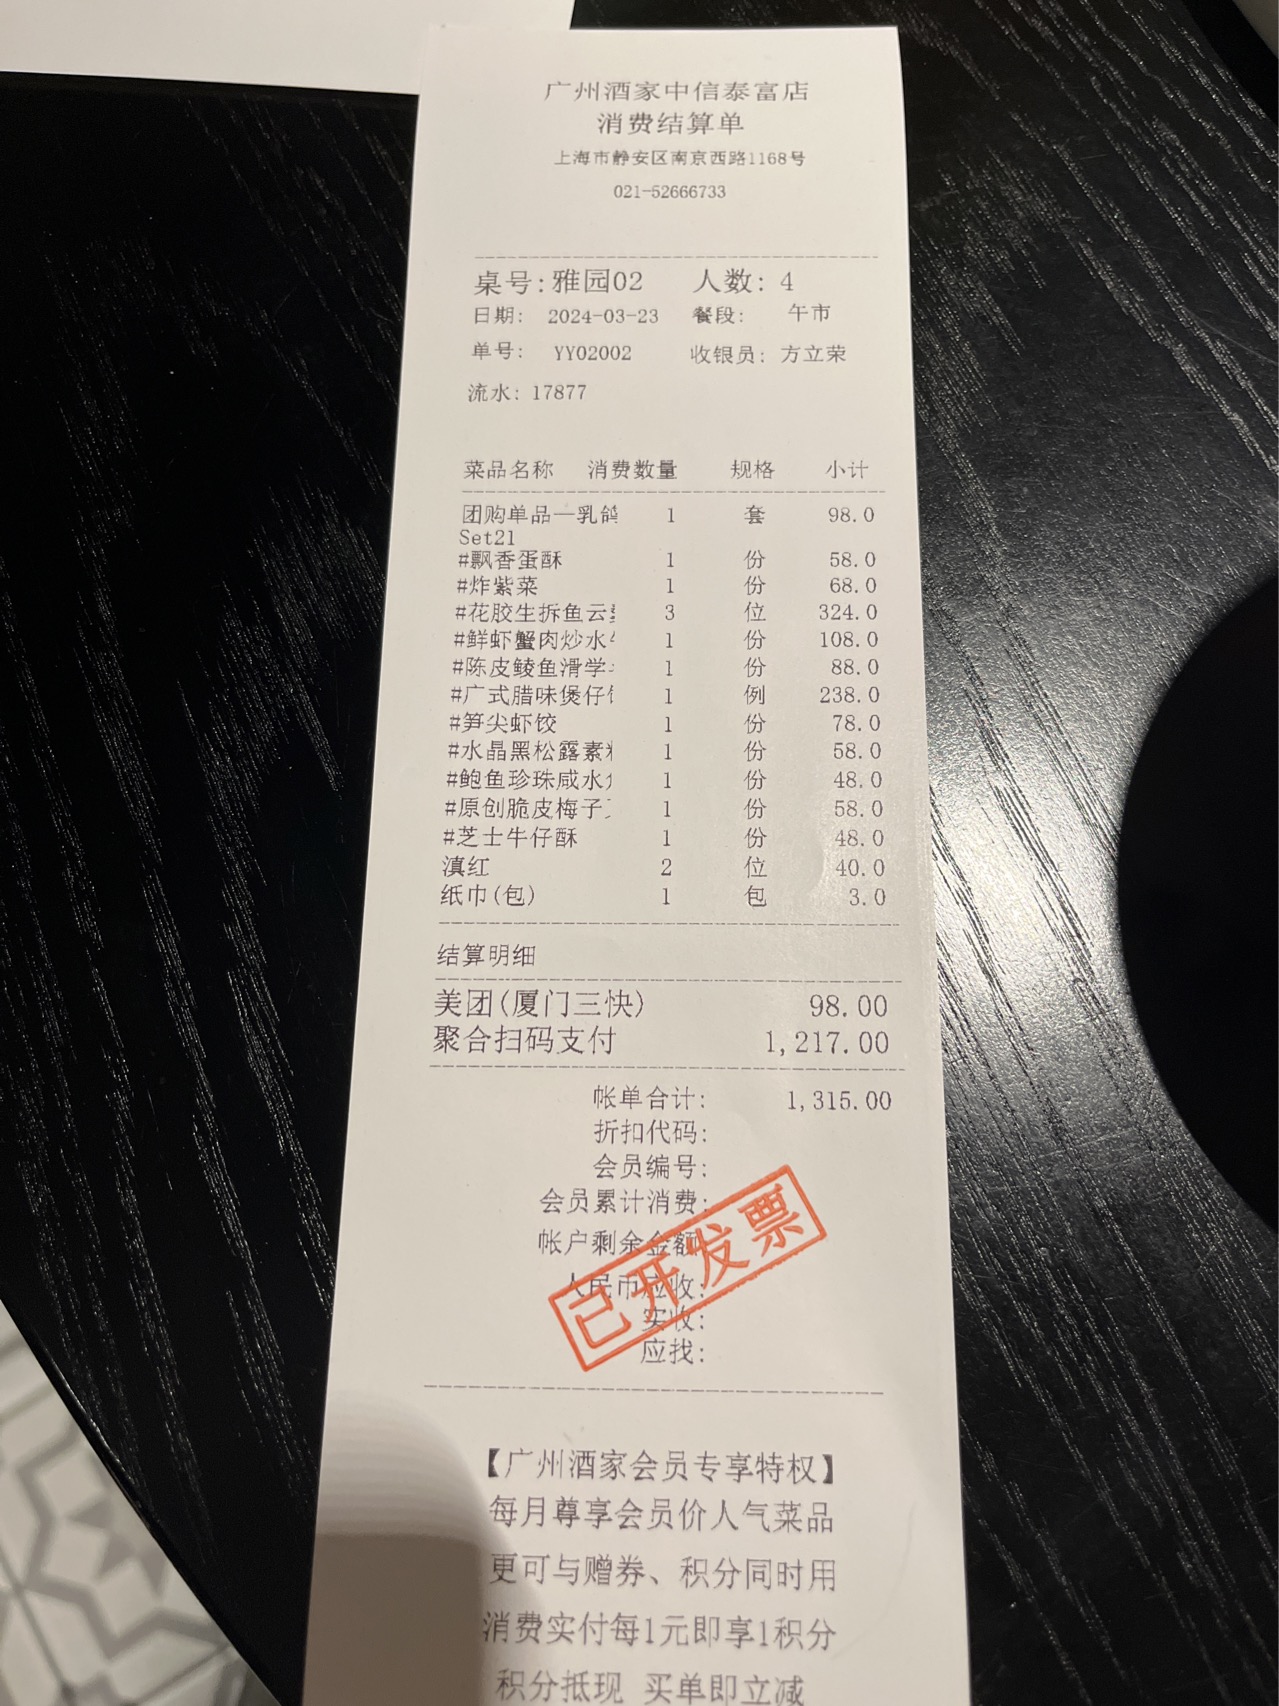 广州酒家中信泰富店
消费结算单
上海市静安区南京西路1168号
021-52666733
桌号:雅园02 人数: 4
日期: 2024-03-23 餐段: 午市
单号: YY02002 收银员: 方立荣
流水: 17877
菜品名称 消费数量 规格 小计
团购单品—乳鸽 1 套 98.0
Set21
#飘香蛋酥 1 份 58.0
#炸紫菜 1 份 68.0
#花胶生拆鱼云 3 位 324.0
#鲜虾蟹肉炒水 1 份 108.0
#陈皮鲮鱼滑学 1 份 88.0
#广式腊味煲仔 1 例 238.0
#笋尖虾饺 1 份 78.0
#水晶黑松露素 1 份 58.0
#鲍鱼珍珠咸水 1 份 48.0
#原创脆皮梅子 1 份 58.0
#芝士牛仔酥 1 份 48.0
滇红 2 位 40.0
纸巾(包) 1 包 3.0
结算明细
美团(厦门三快) 98.00
聚合扫码支付 1,217.00
帐单合计: 1,315.00
折扣代码:
会员编号:
会员累计消费:
帐户剩余金额
人民币应收:
实收:
应找:
已开发票
【广州酒家会员专享特权】
每月尊享会员价人气菜品
更可与赠券、积分同时用
消费实付每1元即享1积分
积分抵现 买单即立减